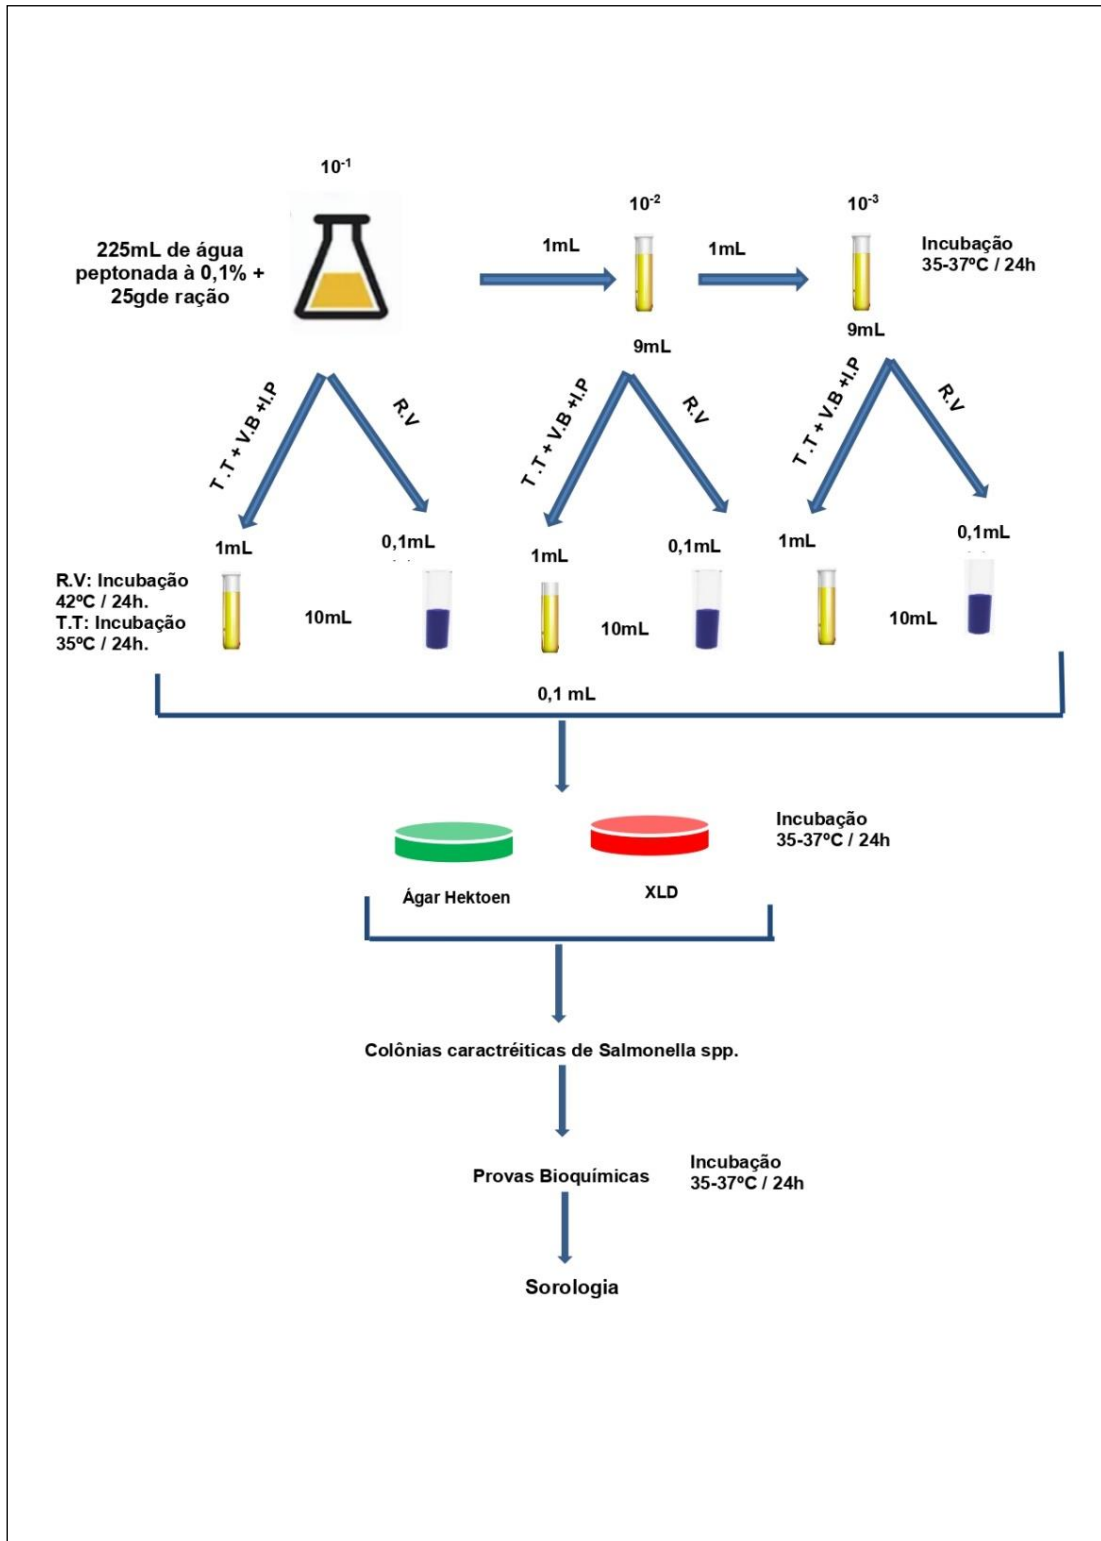 10⁻¹
10⁻²
10⁻³
225mL de água
peptonada à 0,1% +
25gde ração
1mL
1mL
Incubação
35-37ºC / 24h
9mL
9mL
T .T + V.B +I.P
R.V
T .T + V.B +I.P
R.V
T .T + V.B +I.P
R.V
1mL
0,1mL
1mL
0,1mL
1mL
0,1mL
R.V: Incubação
42ºC / 24h.
T.T: Incubação
35ºC / 24h.
10mL
10mL
10mL
0,1 mL
Incubação
35-37ºC / 24h
Ágar Hektoen
XLD
Colônias caractréiticas de Salmonella spp.
Provas Bioquímicas
Incubação
35-37ºC / 24h
Sorologia